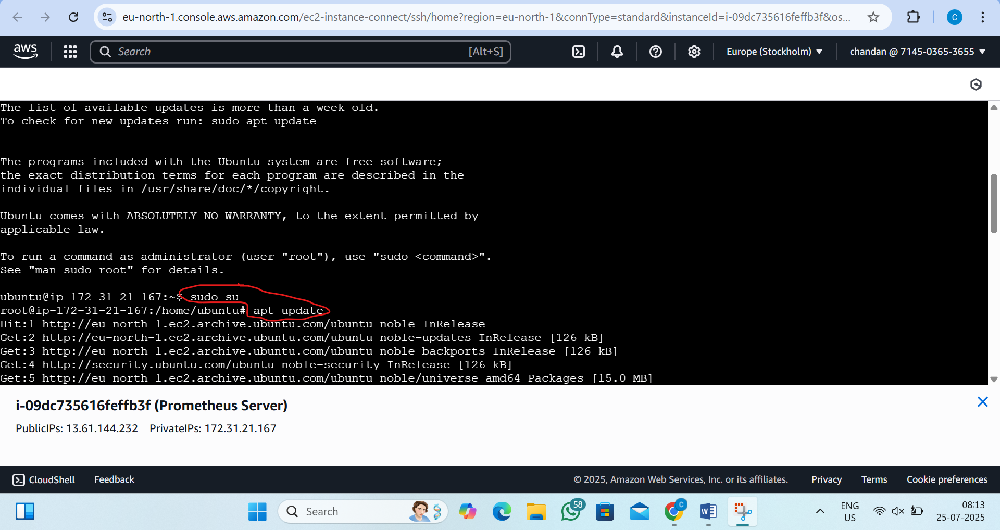 eu-north-1.console.aws.amazon.com/ec2-instance-connect/ssh/home?region=eu-north-1&connType=standard&instanceId=i-09dc735616feffb3f&os...
C
aws
Search
[Alt+S]
Europe (Stockholm)
chandan @ 7145-0365-3655
The list of available updates is more than a week old.
To check for new updates run: sudo apt update
The programs included with the Ubuntu system are free software;
the exact distribution terms for each program are described in the
individual files in /usr/share/doc/*/copyright.
Ubuntu comes with ABSOLUTELY NO WARRANTY, to the extent permitted by
applicable law.
To run a command as administrator (user "root"), use "sudo <command>".
See "man sudo_root" for details.
ubuntu@ip-172-31-21-167:~$ sudo su
root@ip-172-31-21-167:/home/ubuntu# apt update
Hit:1 http://eu-north-1.ec2.archive.ubuntu.com/ubuntu noble InRelease
Get:2 http://eu-north-1.ec2.archive.ubuntu.com/ubuntu noble-updates InRelease [126 kB]
Get:3 http://eu-north-1.ec2.archive.ubuntu.com/ubuntu noble-backports InRelease [126 kB]
Get:4 http://security.ubuntu.com/ubuntu noble-security InRelease [126 kB]
Get:5 http://eu-north-1.ec2.archive.ubuntu.com/ubuntu noble/universe amd64 Packages [15.0 MB]
i-09dc735616feffb3f (Prometheus Server)
PublicIPs: 13.61.144.232 PrivateIPs: 172.31.21.167
CloudShell Feedback
© 2025, Amazon Web Services, Inc. or its affiliates. Privacy Terms Cookie preferences
Search
58
C
W
ENG
US
08:13
25-07-2025